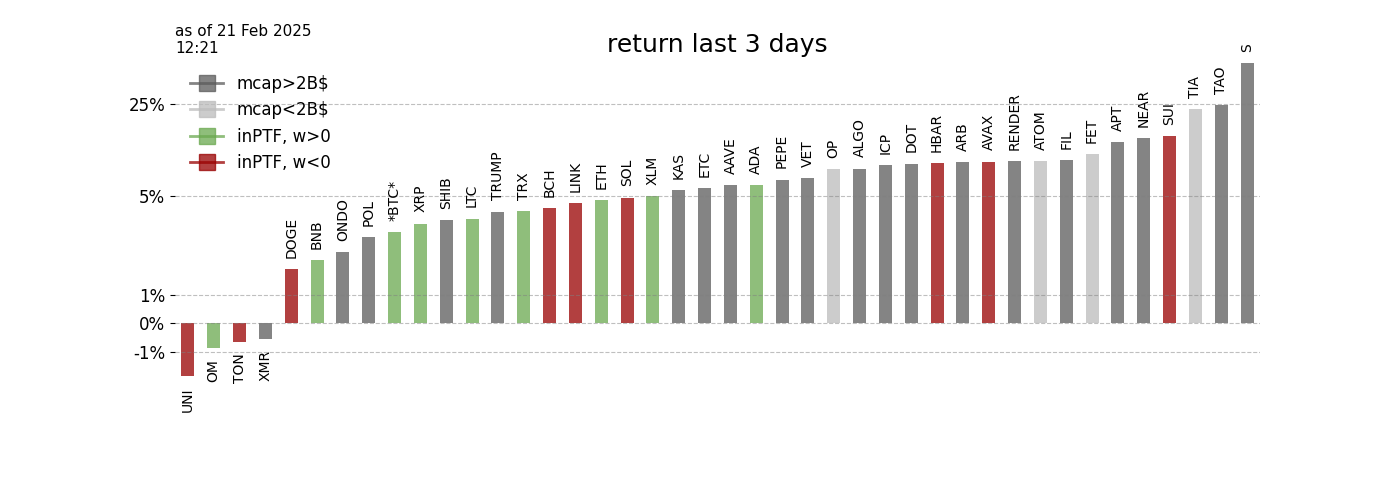 as of 21 Feb 2025
12:21
return last 3 days
mcap>2B$
mcap<2B$
inPTF, w>0
inPTF, w<0
25%
5%
1%
0%
-1%
UNI
OM
TON
XMR
DOGE
BNB
ONDO
POL
*BTC*
XRP
SHIB
LTC
TRUMP
TRX
BCH
LINK
ETH
SOL
XLM
KAS
ETC
AAVE
ADA
PEPE
VET
OP
ALGO
ICP
DOT
HBAR
ARB
AVAX
RENDER
ATOM
FIL
FET
APT
NEAR
SUI
TIA
TAO
S